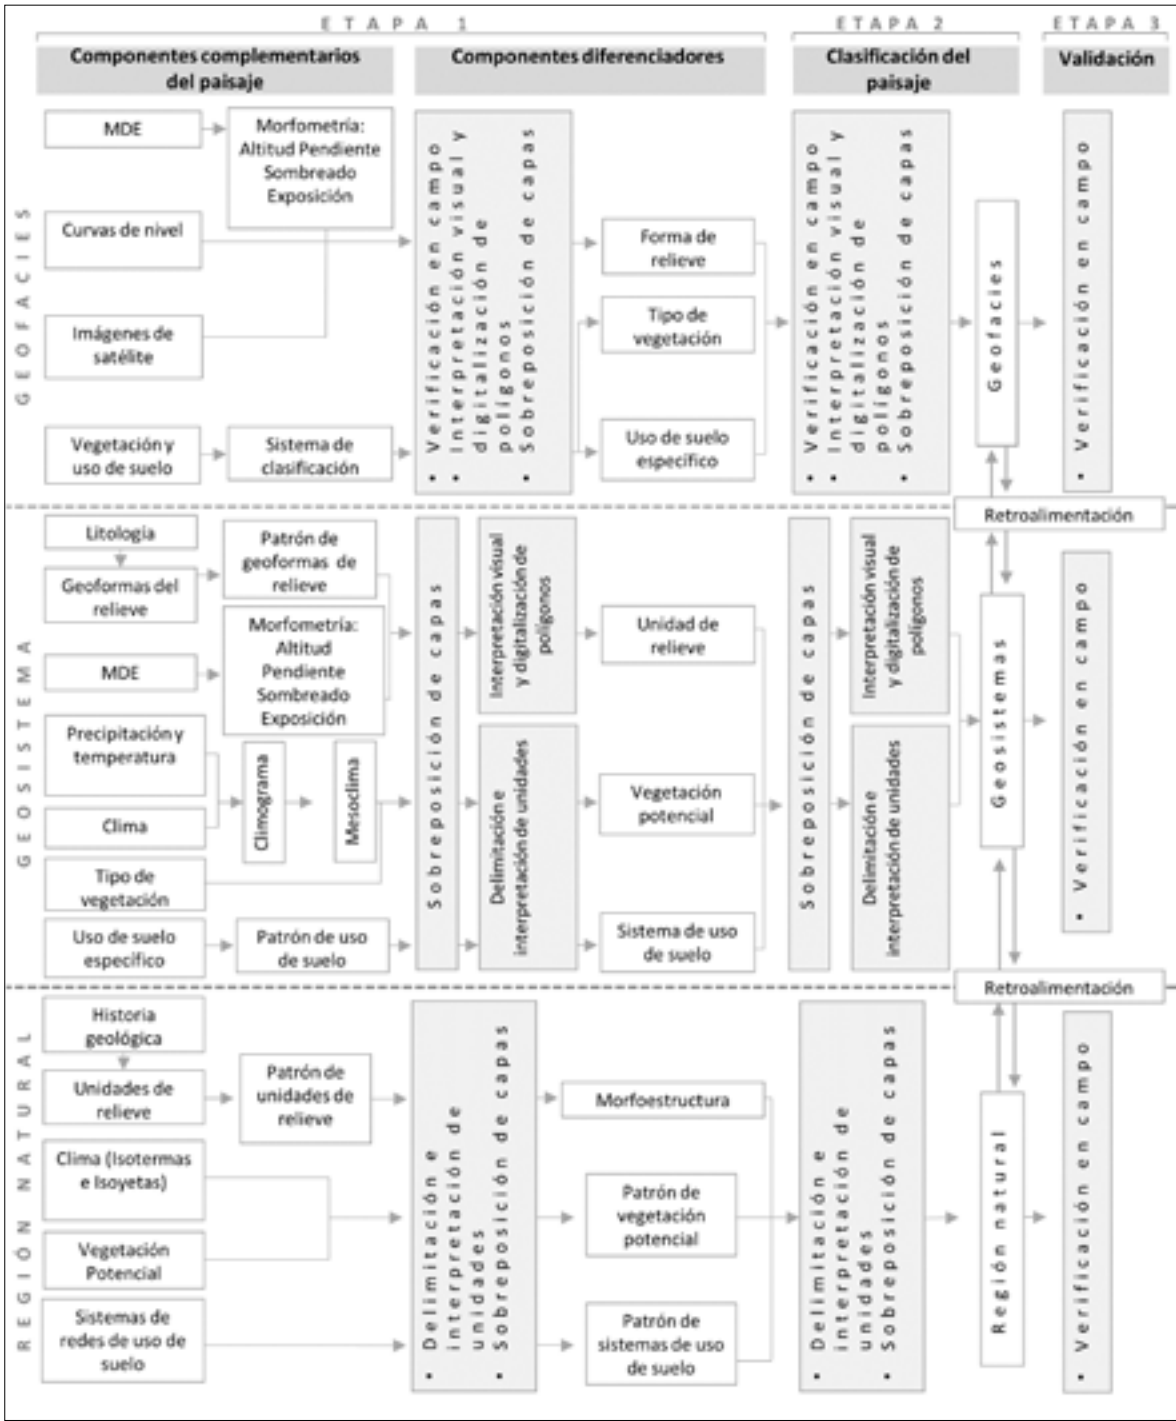 ETAPA 1
ETAPA 2
ETAPA 3
Componentes complementarios
del paisaje
Componentes diferenciadores
Clasificación del
paisaje
Validación
GEOFACIES
MDE
Morfometría:
Altitud Pendiente
Sombreado
Exposición
Curvas de nivel
Imágenes de
satélite
Vegetación y
uso de suelo
Sistema de
clasificación
• Verificación en campo
• Interpretación visual y
digitalización de
polígonos
• Sobreposición de capas
Forma de
relieve
Tipo de
vegetación
Uso de suelo
específico
• Verificación en campo
• Interpretación visual y
digitalización de
polígonos
• Sobreposición de capas
Geofacies
• Verificación en campo
Retroalimentación
GEOSISTEMA
Litología
Geoformas del
relieve
Patrón de
geoformas de
relieve
MDE
Morfometría:
Altitud
Pendiente
Sombreado
Exposición
Precipitación y
temperatura
Clima
Climograma
Mesoclima
Tipo de
vegetación
Uso de suelo
específico
Patrón de uso
de suelo
Sobreposición de capas
Interpretación visual
y digitalización de
polígonos
Delimitación e
interpretación de unidades
Unidad de
relieve
Vegetación
potencial
Sistema de uso
de suelo
Sobreposición de capas
Interpretación visual
y digitalización de
polígonos
Delimitación e
interpretación de unidades
Geosistemas
• Verificación en campo
Retroalimentación
REGIÓN NATURAL
Historia
geológica
Unidades de
relieve
Patrón de
unidades de
relieve
Clima (Isotermas
e Isoyetas)
Vegetación
Potencial
Sistemas de
redes de uso de
suelo
• Delimitación e
interpretación de
unidades
• Sobreposición de capas
Morfoestructura
Patrón de
vegetación
potencial
Patrón de
sistemas de uso
de suelo
• Delimitación e
interpretación de
unidades
• Sobreposición de capas
Región natural
• Verificación en campo